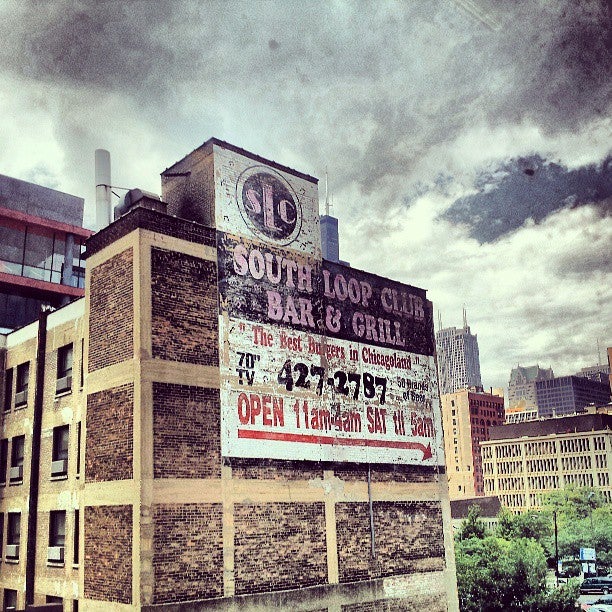 SLC
SOUTH LOOP CLUB
BAR & GRILL
"The Best Burgers in Chicagoland"
70" TV
427-2787
50 Brands of Beer
OPEN 11am-4am SAT til 5am